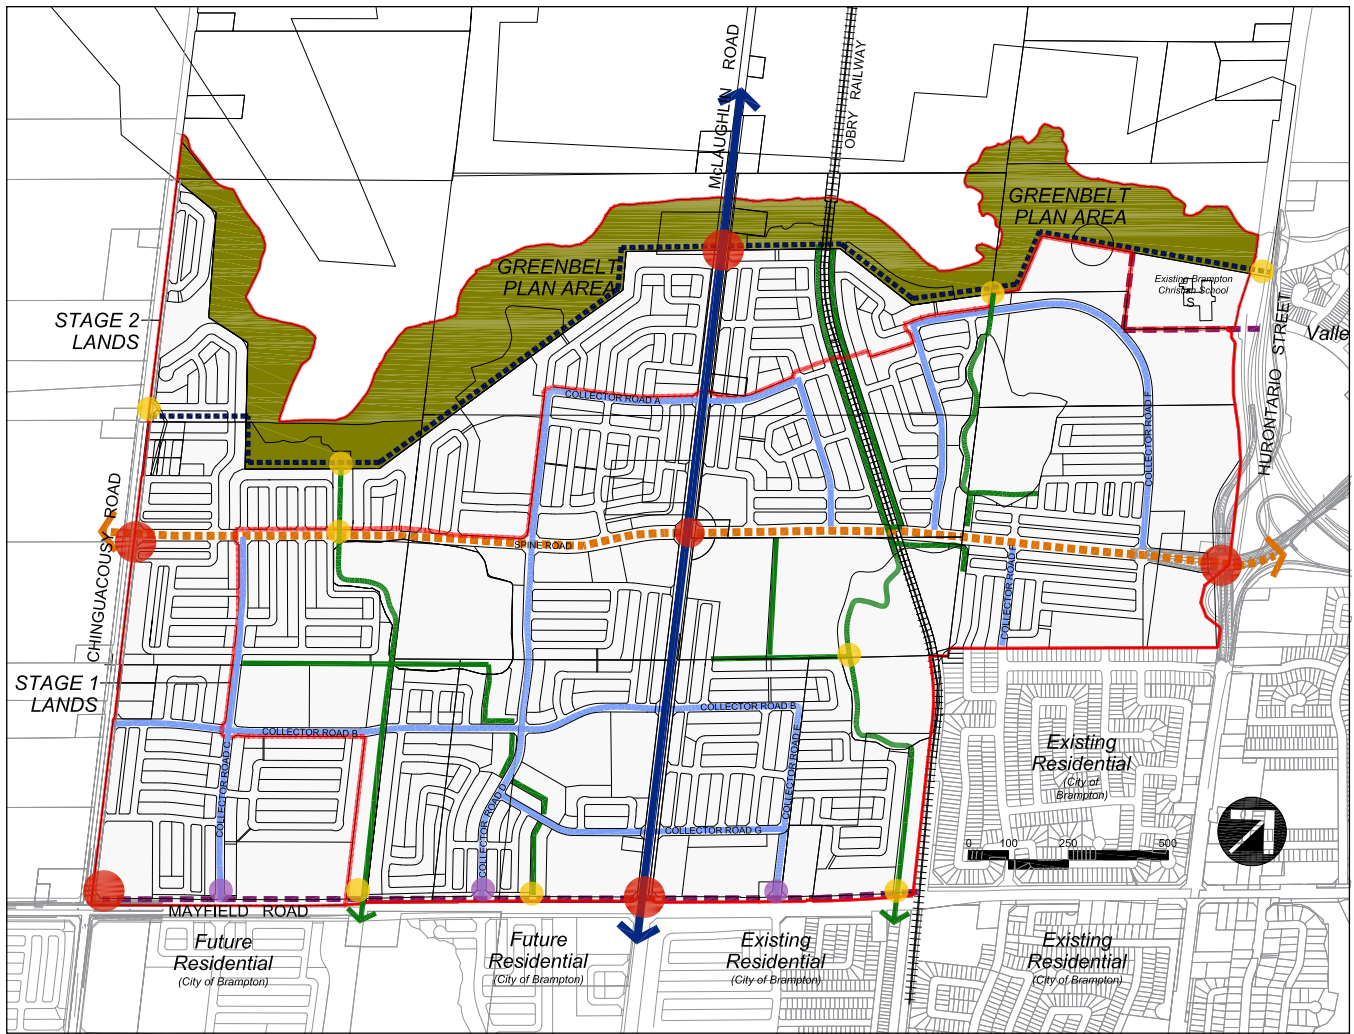 McLAUGHLIN ROAD
OBRY RAILWAY
GREENBELT
PLAN AREA
GREENBELT
PLAN AREA
Existing Brampton
Christian School
S
STAGE 2
LANDS
HURONTARIO STREET
Valle
COLLECTOR ROAD A
COLLECTOR ROAD F
CHINGUACOUSY ROAD
SPINE ROAD
COLLECTOR ROAD F
STAGE 1
LANDS
COLLECTOR ROAD B
COLLECTOR ROAD B
COLLECTOR ROAD C
COLLECTOR ROAD D
COLLECTOR ROAD E
COLLECTOR ROAD G
Existing
Residential
(City of
Brampton)
0 100 250 500
MAYFIELD ROAD
Future
Residential
(City of Brampton)
Future
Residential
(City of Brampton)
Existing
Residential
(City of Brampton)
Existing
Residential
(City of Brampton)